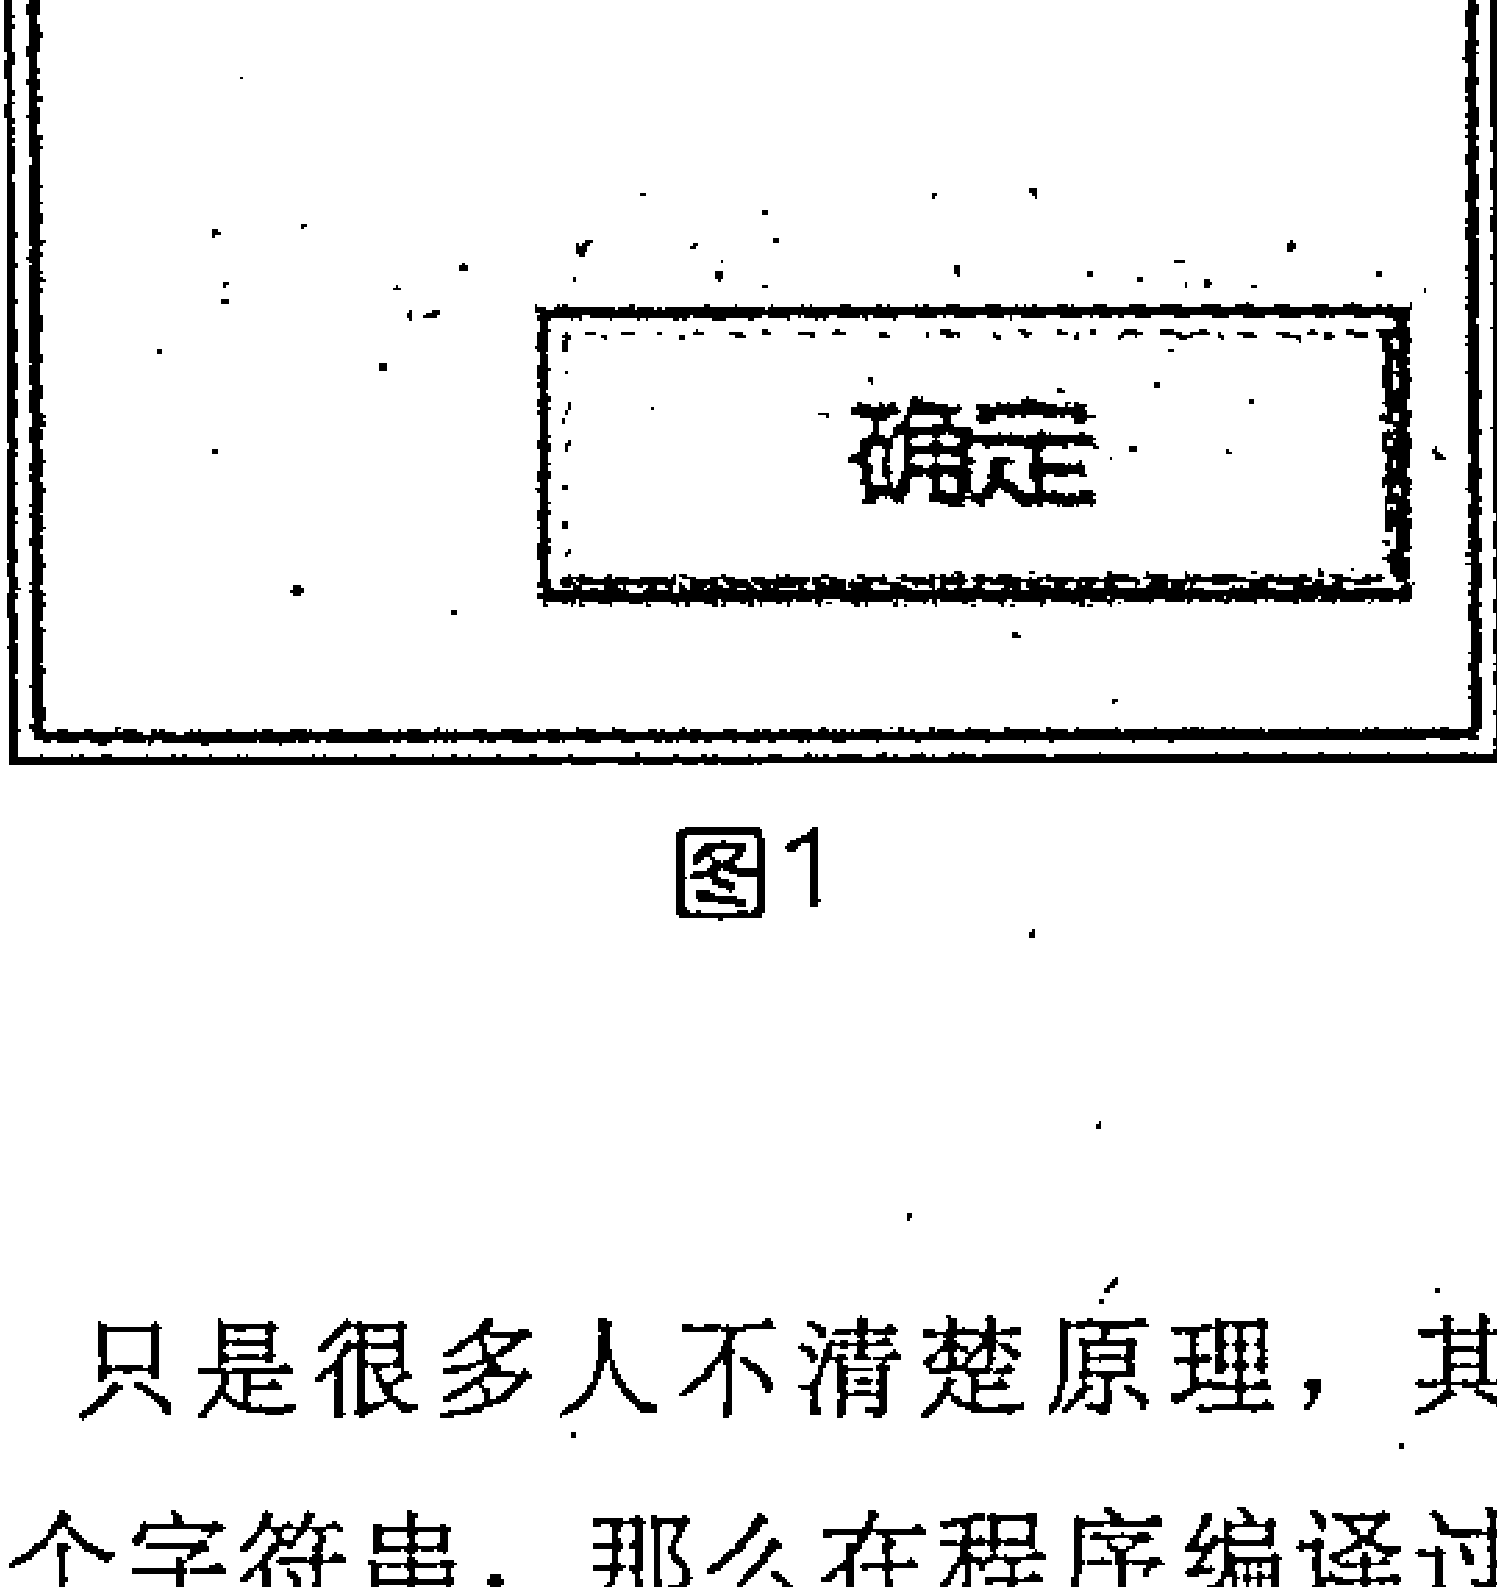 确定
图1
只是很多人不清楚原理，其
个字符串，那么在程序编译